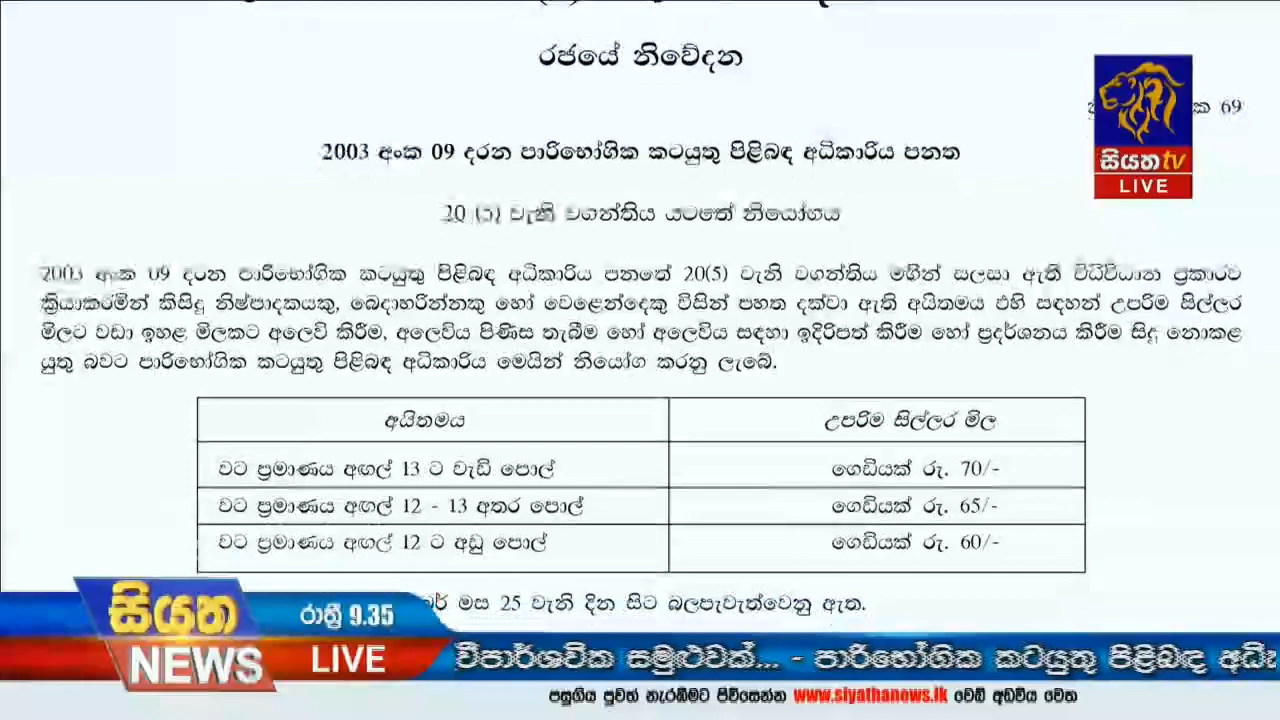 රජයේ නිවේදන
ක 69
2003 අංක 09 දරන පාරිභෝගික කටයුතු පිළිබඳ අධිකාරිය පනත
20 (5) වැනි වගන්තිය යටතේ නියෝගය
2003 අංක 09 දරන පාරිභෝගික කටයුතු පිළිබඳ අධිකාරිය පනතේ 20(5) වැනි වගන්තිය මගින් සලසා ඇති විධිවිධාන ප්‍රකාරව
ක්‍රියාකරමින් කිසිදු නිෂ්පාදකයකු, බෙදාහරින්නකු හෝ වෙළෙන්දෙකු විසින් පහත දක්වා ඇති අයිතමය එහි සඳහන් උපරිම සිල්ලර
මිලට වඩා ඉහළ මිලකට අලෙවි කිරීම, අලෙවිය පිණිස තැබීම හෝ අලෙවිය සඳහා ඉදිරිපත් කිරීම හෝ ප්‍රදර්ශනය කිරීම සිදු නොකළ
යුතු බවට පාරිභෝගික කටයුතු පිළිබඳ අධිකාරිය මෙයින් නියෝග කරනු ලැබේ.
අයිතමය උපරිම සිල්ලර මිල
වට ප්‍රමාණය අඟල් 13 ට වැඩි පොල් ගෙඩියක් රු. 70/-
වට ප්‍රමාණය අඟල් 12 - 13 අතර පොල් ගෙඩියක් රු. 65/-
වට ප්‍රමාණය අඟල් 12 ට අඩු පොල් ගෙඩියක් රු. 60/-
මස 25 වැනි දින සිට බලපැවැත්වෙනු ඇත.
සියත tv
LIVE
සියත
NEWS
රාත්‍රී 9.35
LIVE
විපාර්ශවික සමුළුවක්... - පාරිභෝගික කටයුතු පිළිබඳ
පසුගිය පුවත් නැරඹීමට පිවිසෙන්න www.siyathanews.lk වෙබ් අඩවිය වෙත